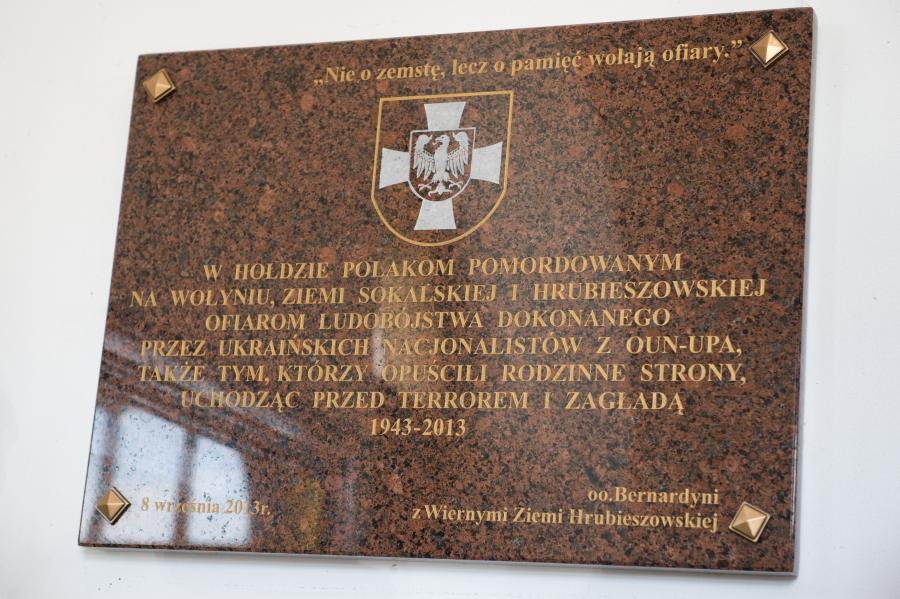 „Nie o zemstę, lecz o pamięć wołają ofiary.”
W HOŁDZIE POLAKOM POMORDOWANYM
NA WOŁYNIU, ZIEMI SOKALSKIEJ I HRUBIESZOWSKIEJ
OFIAROM LUDOBÓJSTWA DOKONANEGO
PRZEZ UKRAIŃSKICH NACJONALISTÓW Z OUN-UPA,
TAKŻE TYM, KTÓRZY OPUŚCILI RODZINNE STRONY,
UCHODZĄC PRZED TERROREM I ZAGŁADĄ
1943-2013
8 września 2013r.
oo.Bernardyni
z Wiernymi Ziemi Hrubieszowskiej